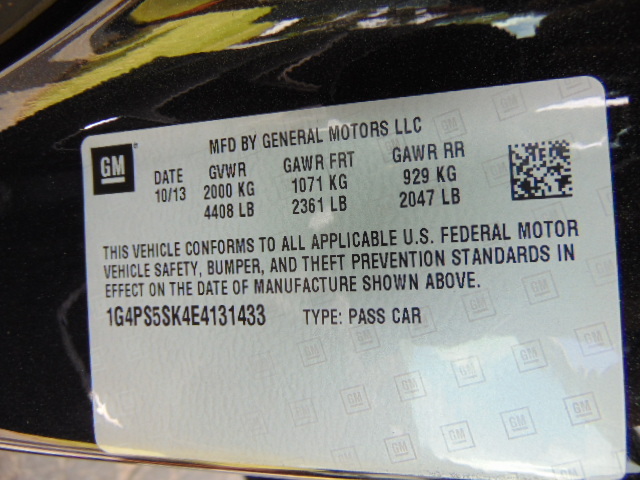 MFD BY GENERAL MOTORS LLC
GM
DATE GVWR GAWR FRT GAWR RR
10/13 2000 KG 1071 KG 929 KG
4408 LB 2361 LB 2047 LB
THIS VEHICLE CONFORMS TO ALL APPLICABLE U.S. FEDERAL MOTOR
VEHICLE SAFETY, BUMPER, AND THEFT PREVENTION STANDARDS IN
EFFECT ON THE DATE OF MANUFACTURE SHOWN ABOVE.
1G4PS5SK4E4131433 TYPE: PASS CAR